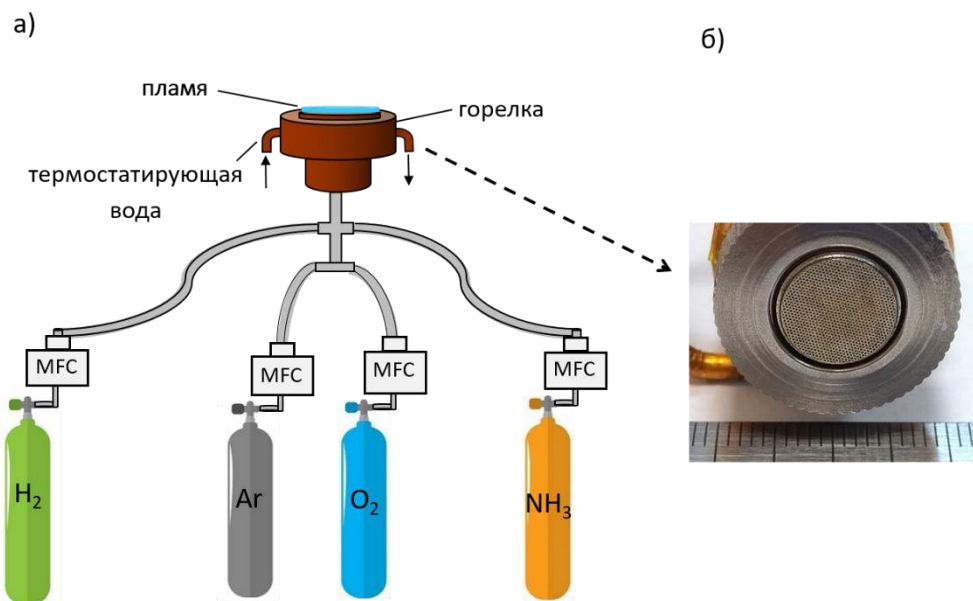 а)
б)
пламя
горелка
термостатирующая
вода
MFC
MFC
MFC
MFC
H₂
Ar
O₂
NH₃